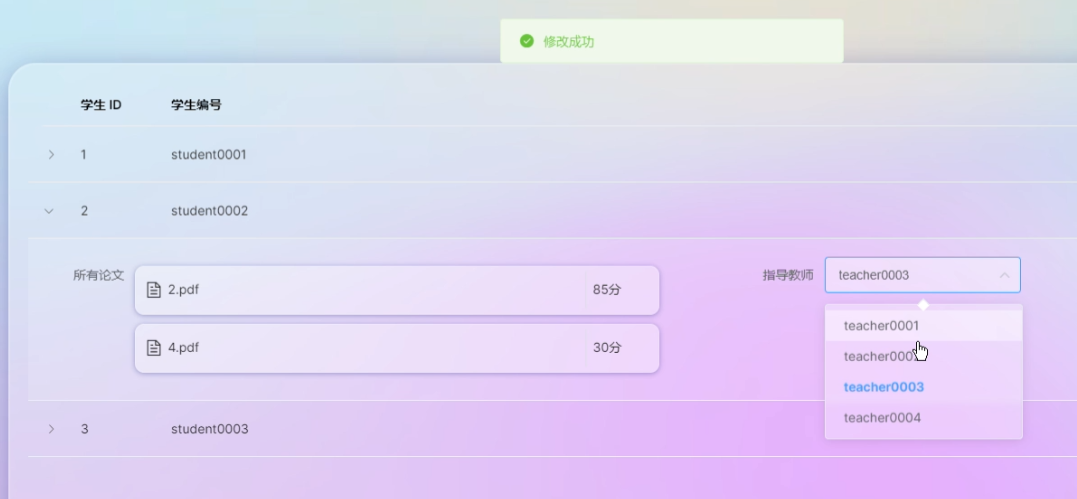 修改成功
学生 ID 学生编号
1 student0001
2 student0002
所有论文 2.pdf 85分 指导教师 teacher0003
4.pdf 30分
teacher0001
teacher0003
teacher0004
3 student0003